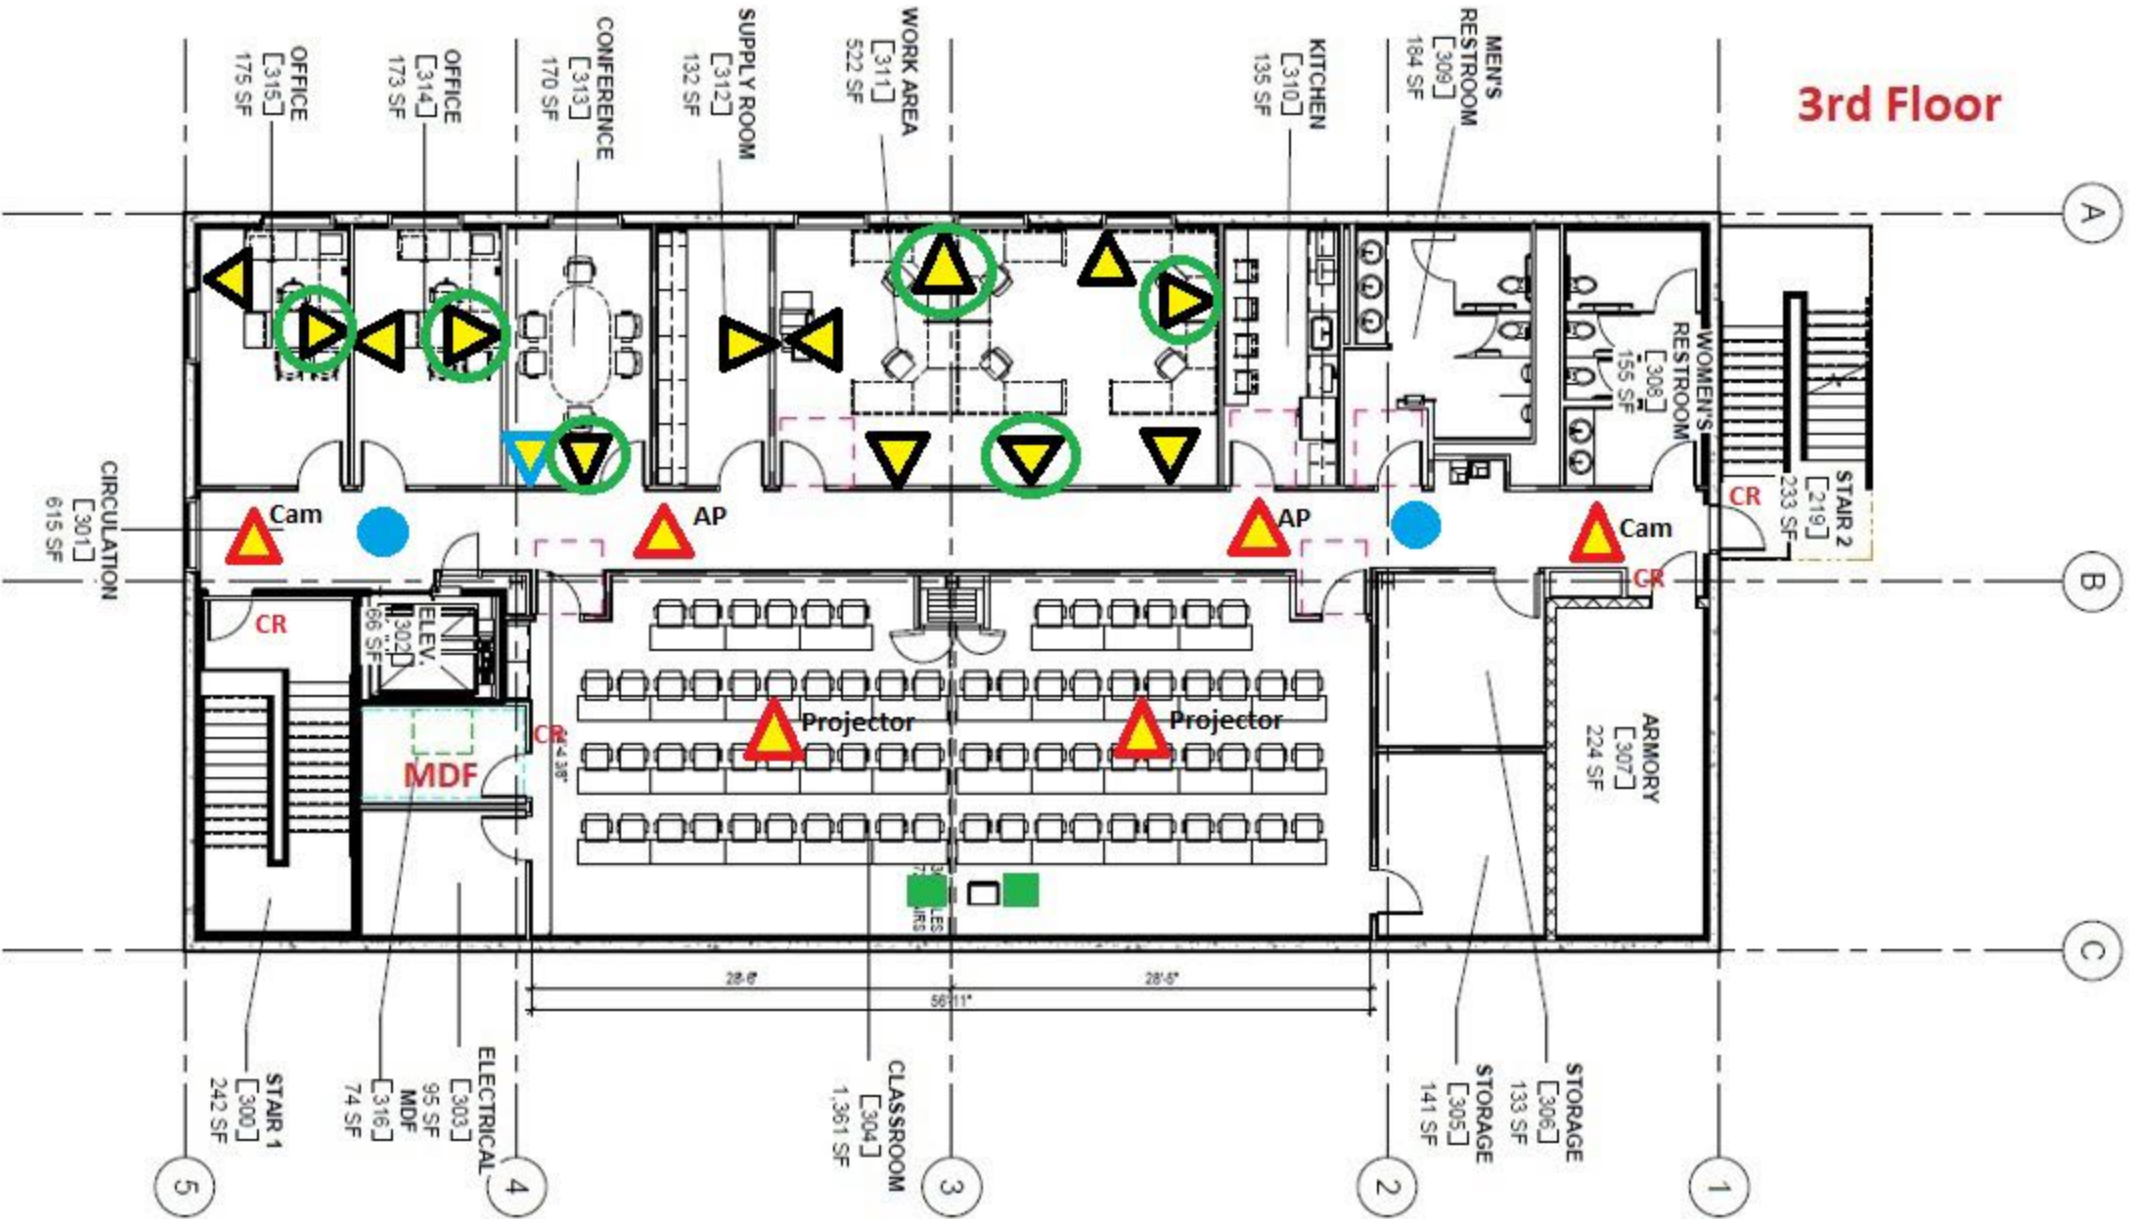 3rd Floor
OFFICE
[315]
175 SF
OFFICE
[314]
173 SF
CONFERENCE
[313]
170 SF
SUPPLY ROOM
[312]
132 SF
WORK AREA
[311]
522 SF
KITCHEN
[310]
135 SF
MEN'S
RESTROOM
[309]
184 SF
WOMEN'S
RESTROOM
[308]
155 SF
STAIR 2
[219]
233 SF
CIRCULATION
[301]
615 SF
Cam
AP
AP
Cam
CR
CR
CR
CR
ELEV.
[302]
66 SF
MDF
Projector
Projector
ARMORY
[307]
224 SF
28'-6"
28'-5"
56'-11"
STAIR 1
[300]
242 SF
ELECTRICAL
[303]
95 SF
MDF
[316]
74 SF
CLASSROOM
[304]
1,361 SF
STORAGE
[305]
141 SF
STORAGE
[306]
133 SF
A
B
C
5
4
3
2
1